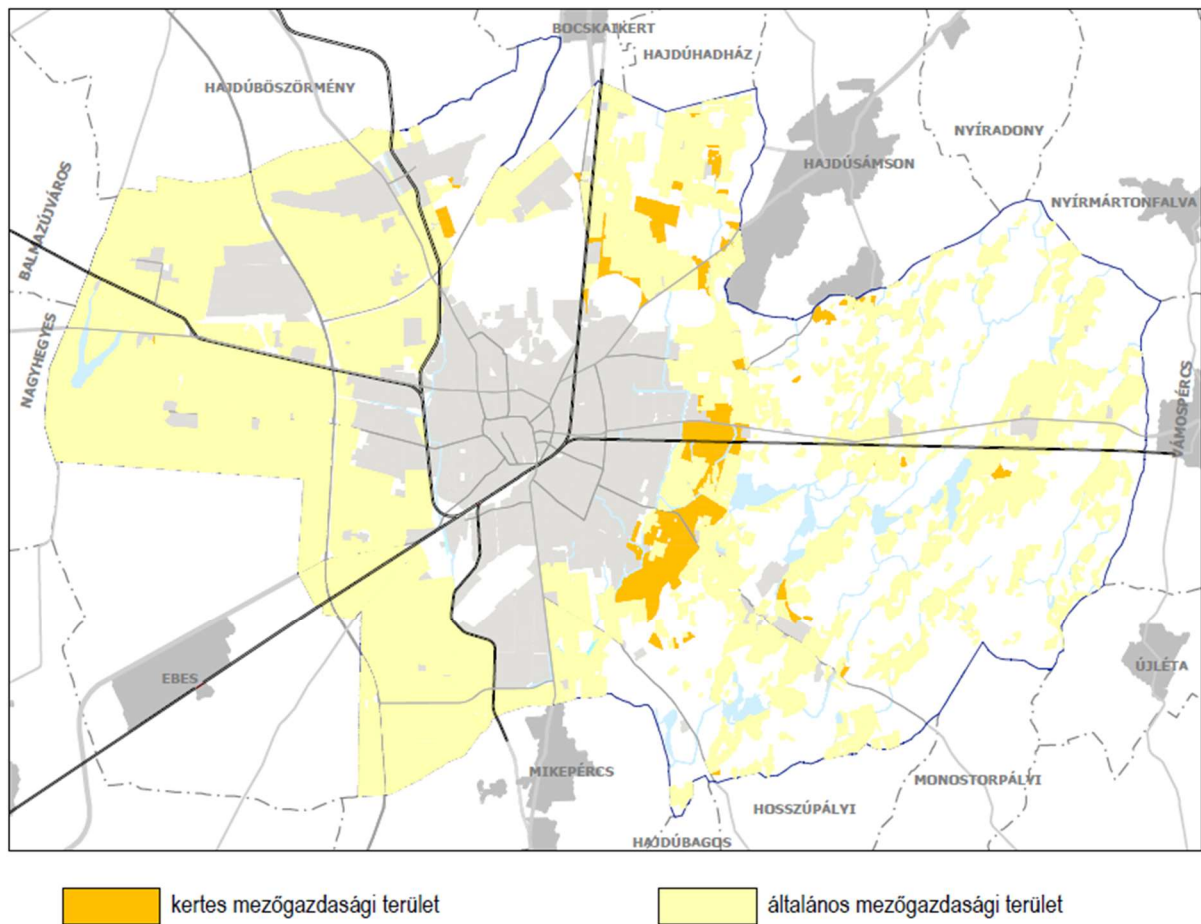 BOCSKAIKERT
HAJDÚHADHÁZ
HAJDÚBÖSZÖRMÉNY
NYÍRADONY
HAJDÚSÁMSON
NYÍRMÁRTONFALVA
BALMAZÚJVÁROS
NAGYHEGYES
VÁMOSPÉRCS
EBES
ÚJLÉTA
MIKEPÉRCS
MONOSTORPÁLYI
HOSSZÚPÁLYI
HAJDÚBAGOS
kertes mezőgazdasági terület
általános mezőgazdasági terület